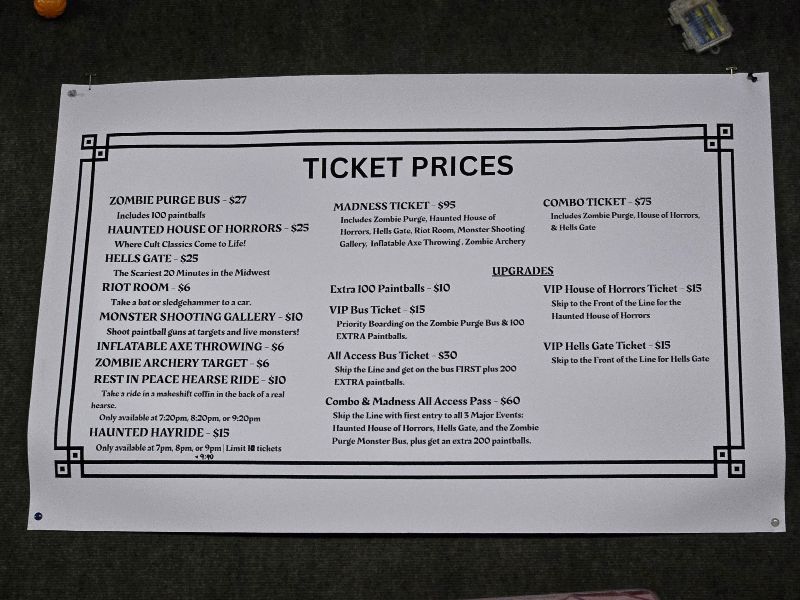 TICKET PRICES
ZOMBIE PURGE BUS - $27
Includes 100 paintballs
HAUNTED HOUSE OF HORRORS - $25
Where Cult Classics Come to Life!
HELLS GATE - $25
The Scariest 20 Minutes in the Midwest
RIOT ROOM - $6
Take a bat or sledgehammer to a car.
MONSTER SHOOTING GALLERY - $10
Shoot paintball guns at targets and live monsters!
INFLATABLE AXE THROWING - $6
ZOMBIE ARCHERY TARGET - $6
REST IN PEACE HEARSE RIDE - $10
Take a ride in a makeshift coffin in the back of a real
hearse.
Only available at 7:20pm, 8:20pm, or 9:20pm
HAUNTED HAYRIDE - $15
Only available at 7pm, 8pm, or 9pm | Limit tickets
MADNESS TICKET - $95
Includes Zombie Purge, Haunted House of
Horrors, Hells Gate, Riot Room, Monster Shooting
Gallery, Inflatable Axe Throwing, Zombie Archery
COMBO TICKET - $75
Includes Zombie Purge, House of Horrors,
& Hells Gate
UPGRADES
Extra 100 Paintballs - $10
VIP Bus Ticket - $15
Priority Boarding on the Zombie Purge Bus & 100
EXTRA Paintballs.
All Access Bus Ticket - $30
Skip the Line and get on the bus FIRST plus 200
EXTRA paintballs.
Combo & Madness All Access Pass - $60
Skip the Line with first entry to all 3 Major Events:
Haunted House of Horrors, Hells Gate, and the Zombie
Purge Monster Bus, plus get an extra 200 paintballs.
VIP House of Horrors Ticket - $15
Skip to the Front of the Line for the
Haunted House of Horrors
VIP Hells Gate Ticket - $15
Skip to the Front of the Line for Hells Gate